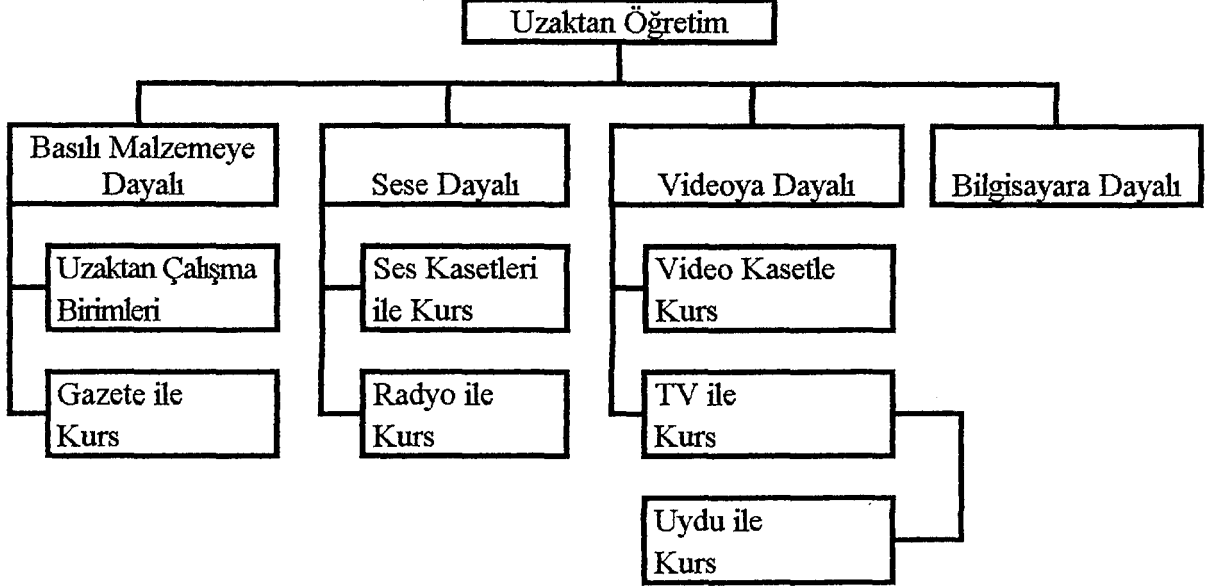 Uzaktan Öğretim
Basılı Malzemeye
Dayalı
Sese Dayalı
Videoya Dayalı
Bilgisayara Dayalı
Uzaktan Çalışma
Birimleri
Ses Kasetleri
ile Kurs
Video Kasetle
Kurs
Gazete ile
Kurs
Radyo ile
Kurs
TV ile
Kurs
Uydu ile
Kurs